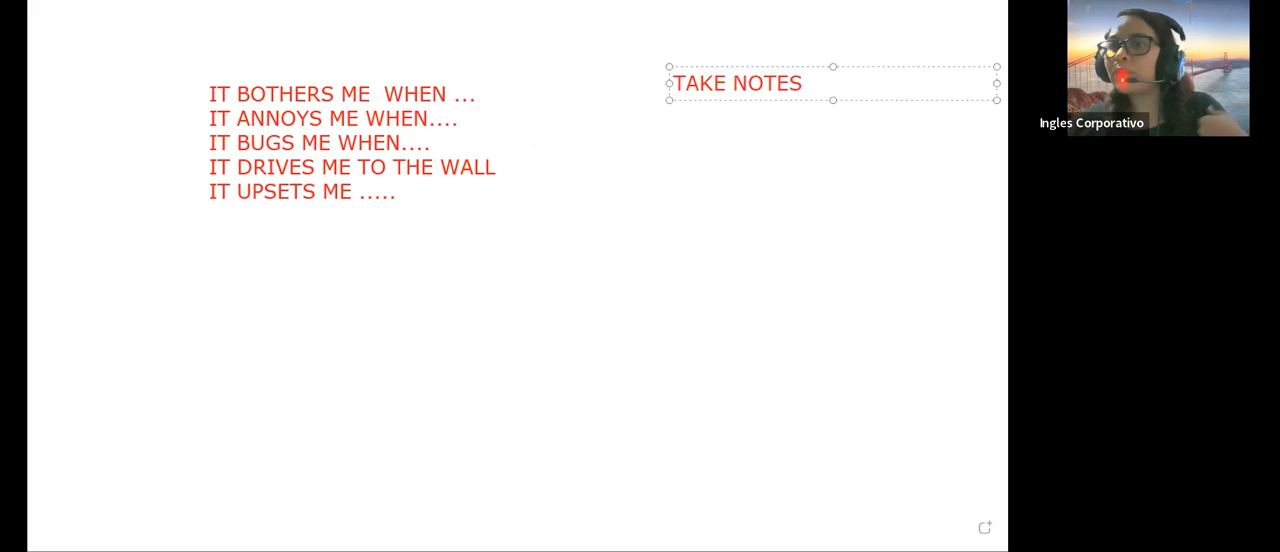 IT BOTHERS ME  WHEN ...
IT ANNOYS ME WHEN....
IT BUGS ME WHEN....
IT DRIVES ME TO THE WALL
IT UPSETS ME .....
TAKE NOTES
Ingles Corporativo